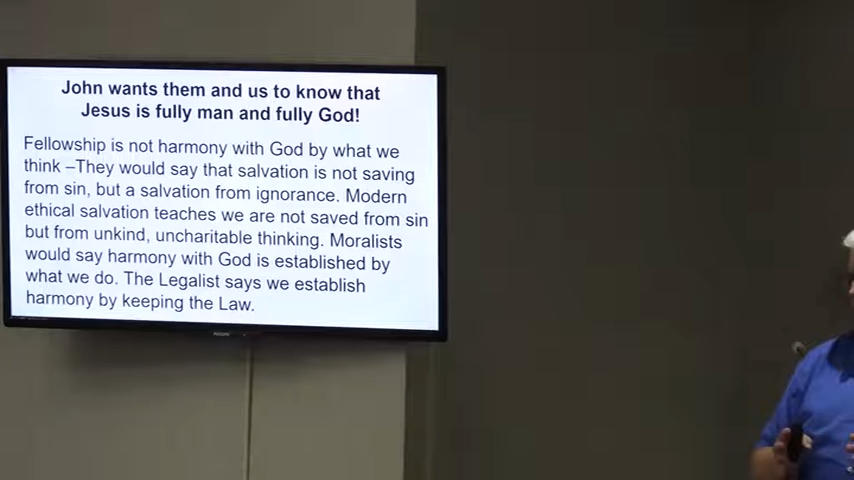 John wants them and us to know that
Jesus is fully man and fully God!
Fellowship is not harmony with God by what we
think –They would say that salvation is not saving
from sin, but a salvation from ignorance. Modern
ethical salvation teaches we are not saved from sin
but from unkind, uncharitable thinking. Moralists
would say harmony with God is established by
what we do. The Legalist says we establish
harmony by keeping the Law.